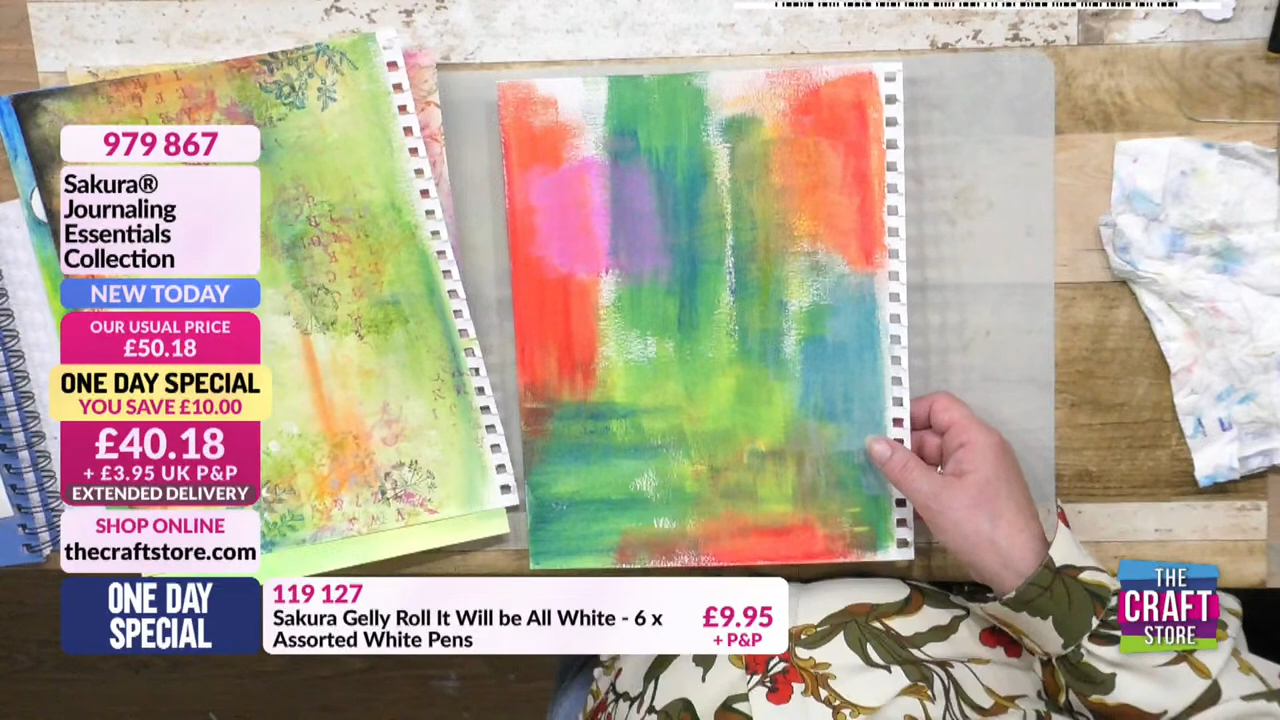 979 867
Sakura®
Journaling
Essentials
Collection
NEW TODAY
OUR USUAL PRICE
£50.18
ONE DAY SPECIAL
YOU SAVE £10.00
£40.18
+ £3.95 UK P&P
EXTENDED DELIVERY
SHOP ONLINE
thecraftstore.com
ONE DAY
SPECIAL
119 127
Sakura Gelly Roll It Will be All White - 6 x
Assorted White Pens
£9.95
+ P&P
THE
CRAFT
STORE